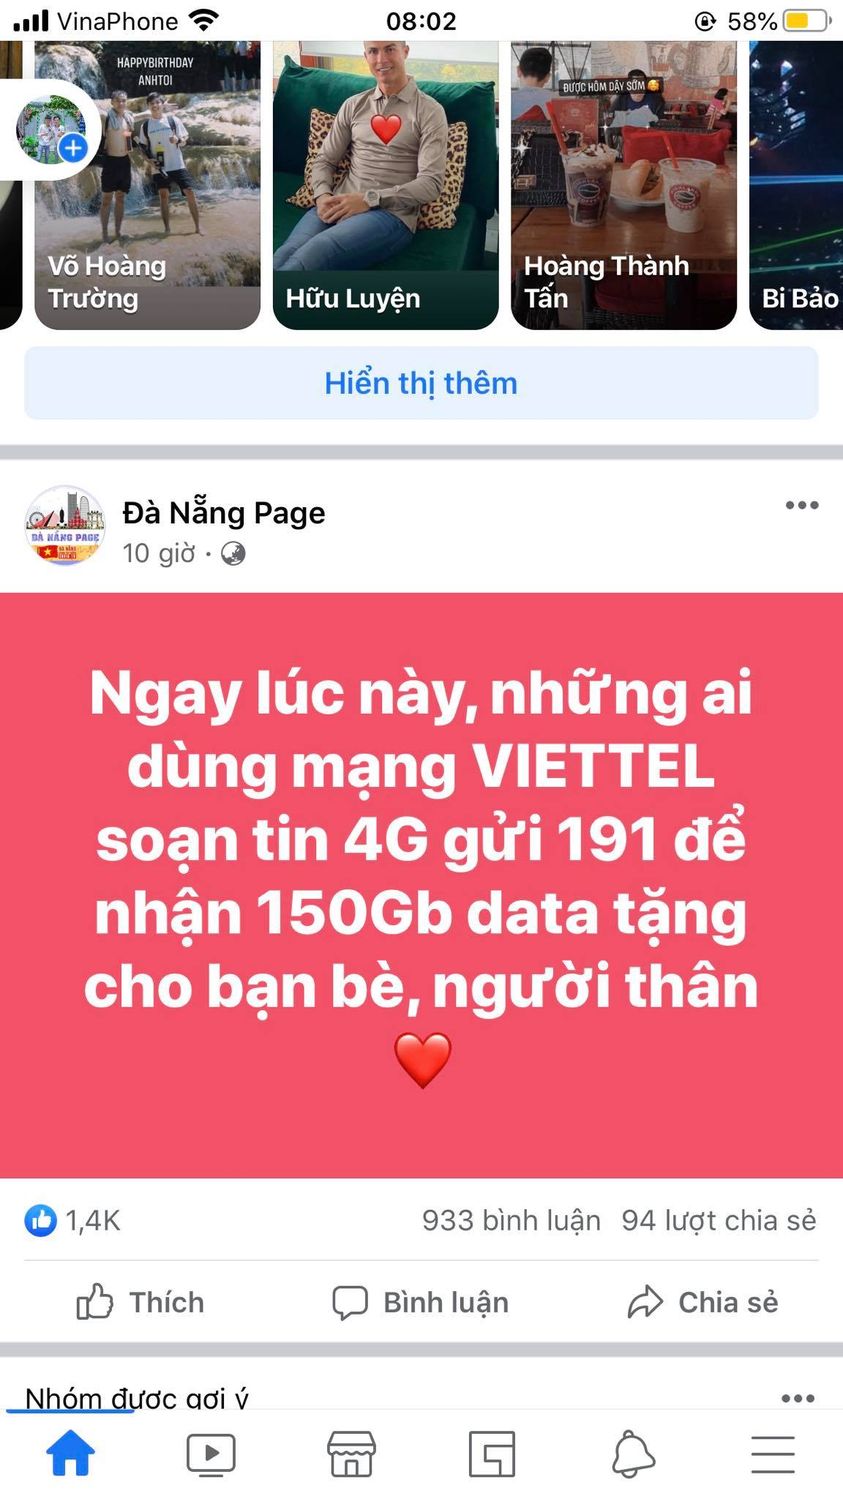 VinaPhone
08:02
58%
HAPPYBIRTHDAY
ANHTOI
ĐƯỢC HÔM DẬY SỚM 🥰
Võ Hoàng
Trường
Hữu Luyện
Hoàng Thành
Tấn
Bi Bảo
Hiển thị thêm
Đà Nẵng Page
ĐÀ NẴNG PAGE
10 giờ ·
Ngay lúc này, những ai
dùng mạng VIETTEL
soạn tin 4G gửi 191 để
nhận 150Gb data tặng
cho bạn bè, người thân
❤️
1,4K
933 bình luận 94 lượt chia sẻ
Thích
Bình luận
Chia sẻ
Nhóm được gợi ý